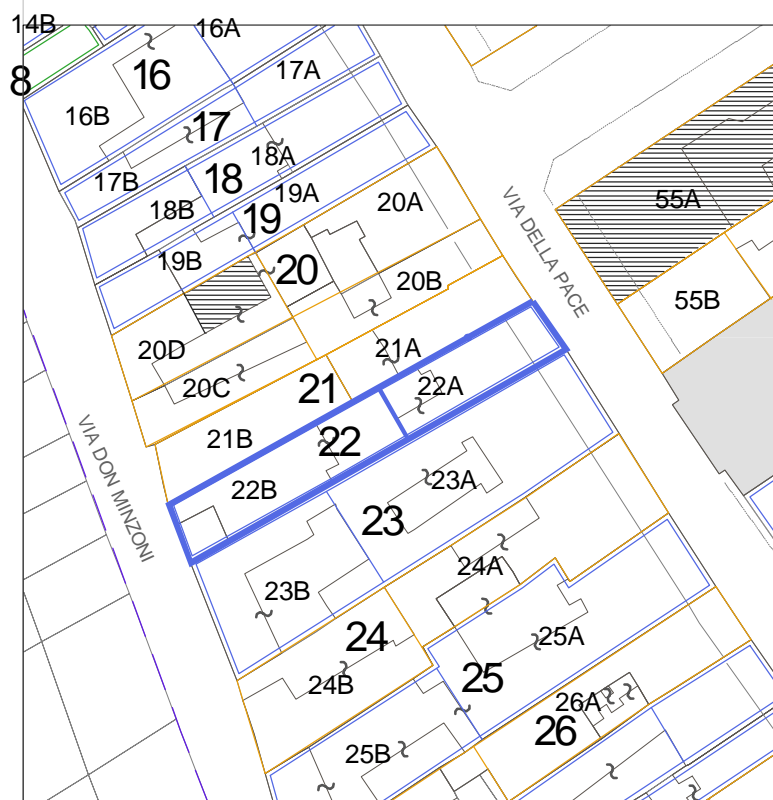 14B
16A
8
16
17A
16B
17
18A
17B
18
19A
18B
19
20A
55A
VIA DELLA PACE
19B
20
20B
55B
20D
21A
20C
21
22A
21B
22
VIA DON MINZONI
22B
23A
23
23B
24A
24
25A
24B
25
26A
26
25B